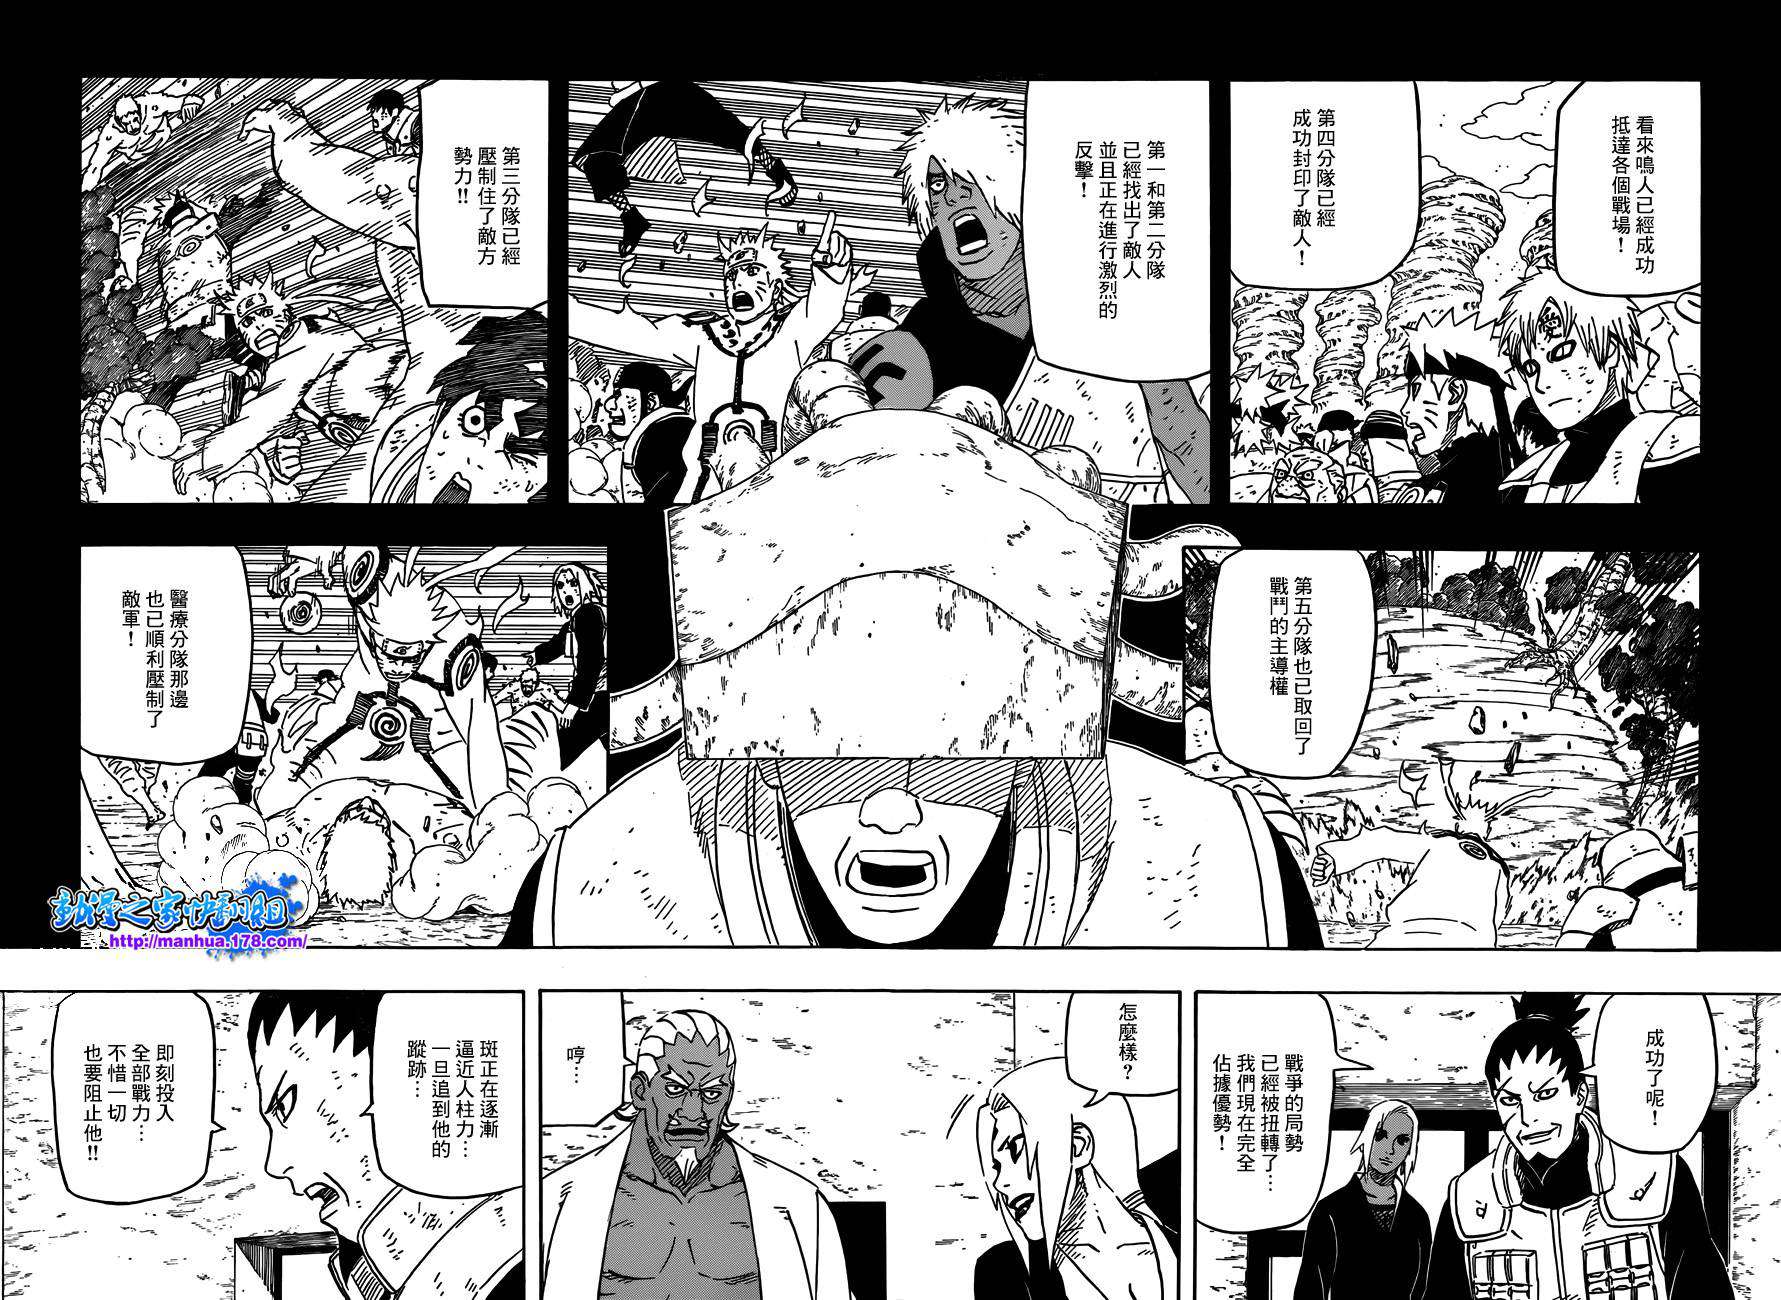 看來鳴人已經成功
抵達各個戰場！
第四分隊已經
成功封印了敵人！
第一和第二分隊
已經找出了敵人
並且正在進行激烈的
反擊！
第三分隊已經
壓制住了敵方
勢力!!
第五分隊也已取回了
戰鬥的主導權
醫療分隊那邊
也已順利壓制了
敵軍！
動漫之家漢化組
http://manhua.178.com/
成功了呢！
戰爭的局勢
已經被扭轉了…
我們現在完全
佔據優勢！
怎麼樣？
哼…
斑正在逐漸
逼近人柱力…
一旦追到他的
蹤跡…
即刻投入
全部戰力…
不惜一切
也要阻止他!!